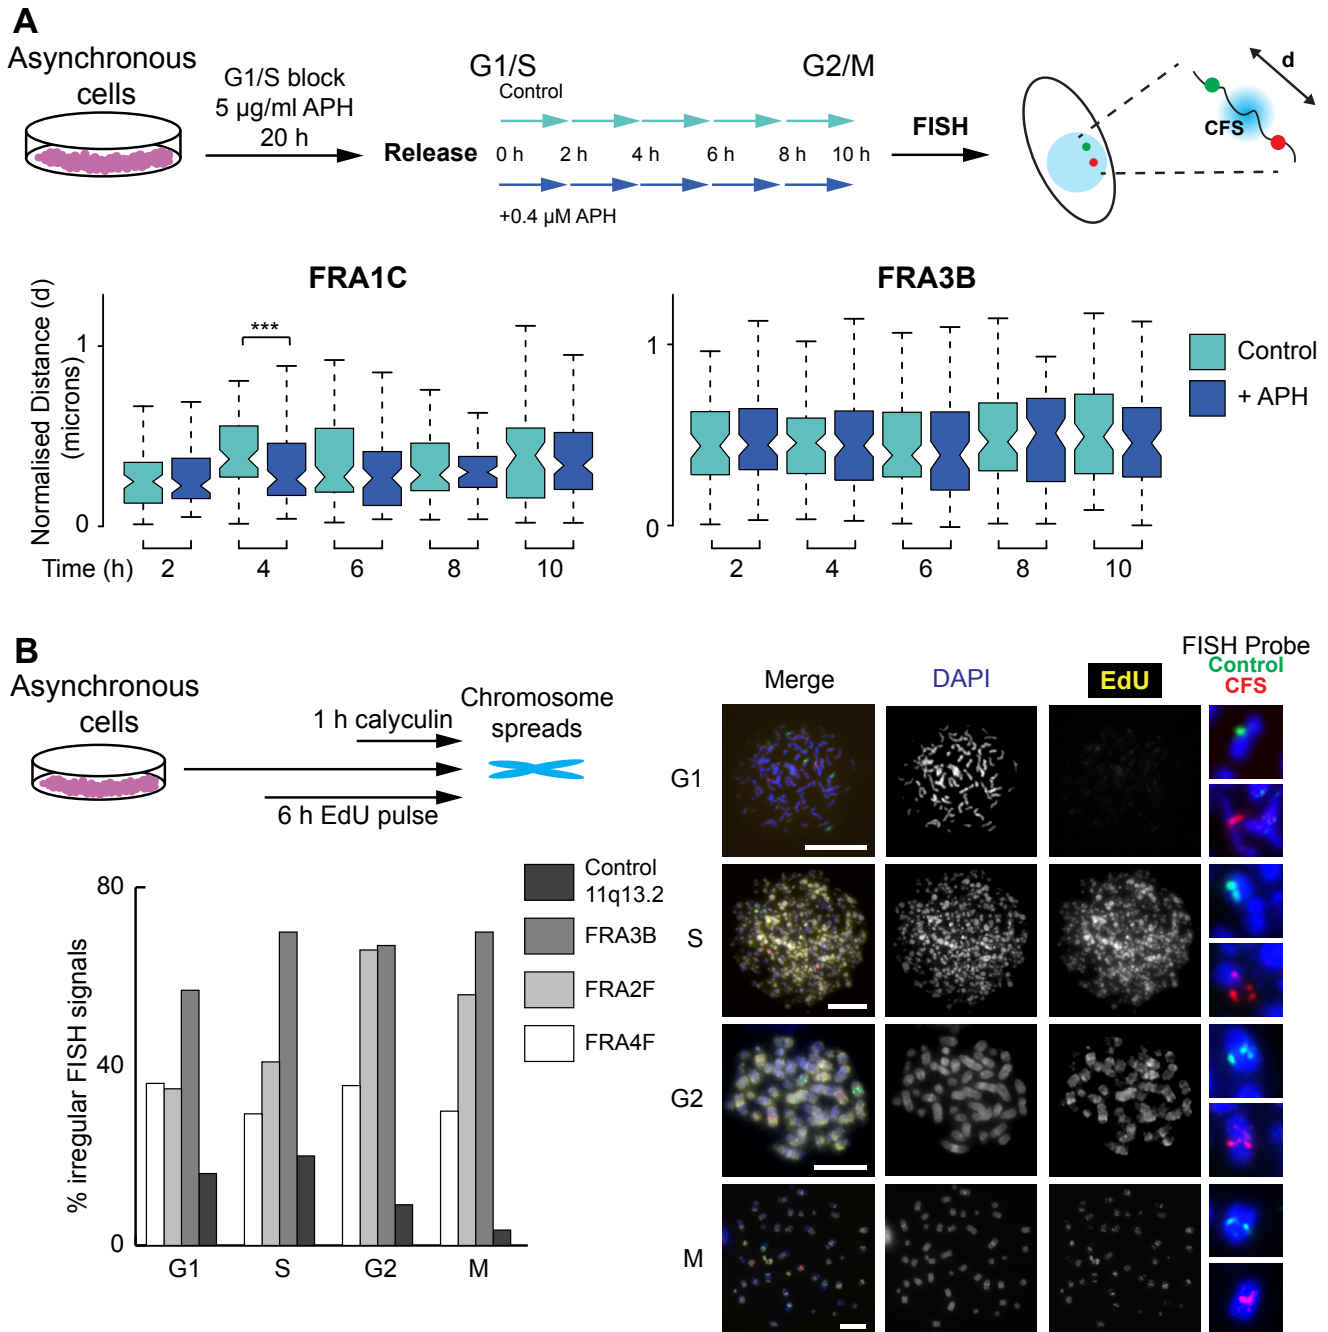 A
Asynchronous
cells
G1/S block
5 µg/ml APH
20 h
G1/S
G2/M
Control
Release
0 h 2 h 4 h 6 h 8 h 10 h
+0.4 µM APH
FISH
d
CFS
FRA1C
FRA3B
Normalised Distance (d)
(microns)
1
0
***
1
0
Control
+ APH
Time (h) 2 4 6 8 10
2 4 6 8 10
B
Asynchronous
cells
1 h calyculin
6 h EdU pulse
Chromosome
spreads
% irregular FISH signals
80
40
0
G1 S G2 M
Control
11q13.2
FRA3B
FRA2F
FRA4F
Merge
DAPI
EdU
FISH Probe
Control
CFS
G1
S
G2
M